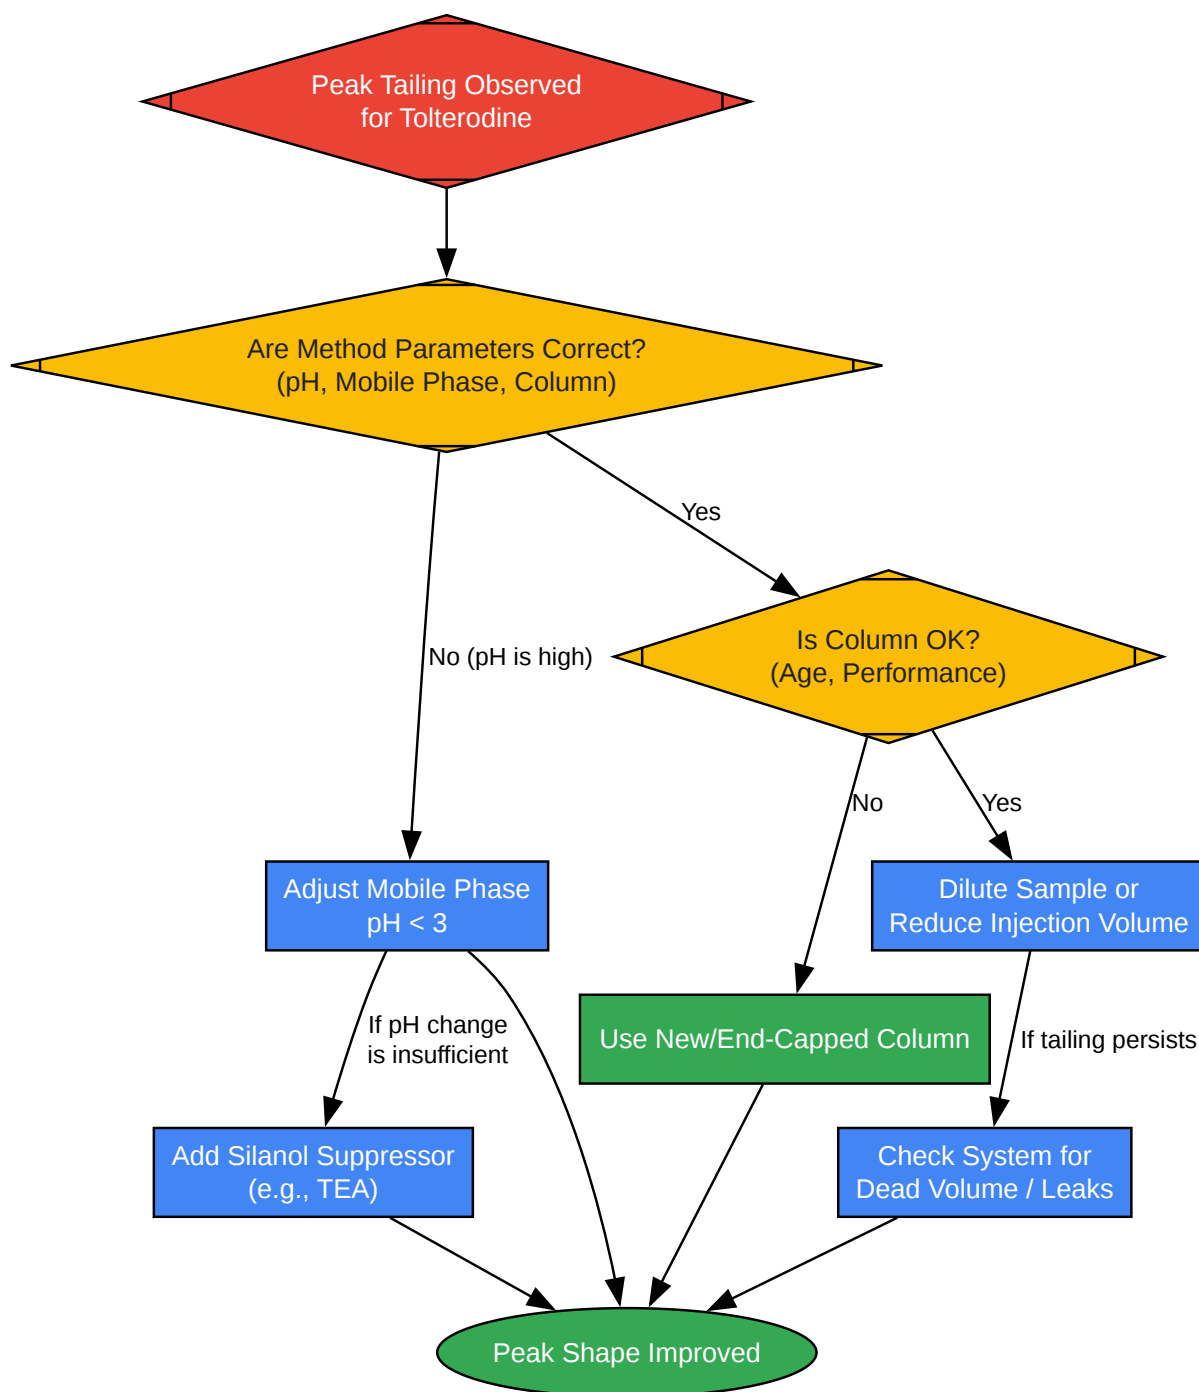 Peak Tailing Observed
for Tolterodine
Are Method Parameters Correct?
(pH, Mobile Phase, Column)
Yes
No (pH is high)
Is Column OK?
(Age, Performance)
No
Yes
Adjust Mobile Phase
pH < 3
Dilute Sample or
Reduce Injection Volume
If pH change
is insufficient
Use New/End-Capped Column
If tailing persists
Add Silanol Suppressor
(e.g., TEA)
Check System for
Dead Volume / Leaks
Peak Shape Improved